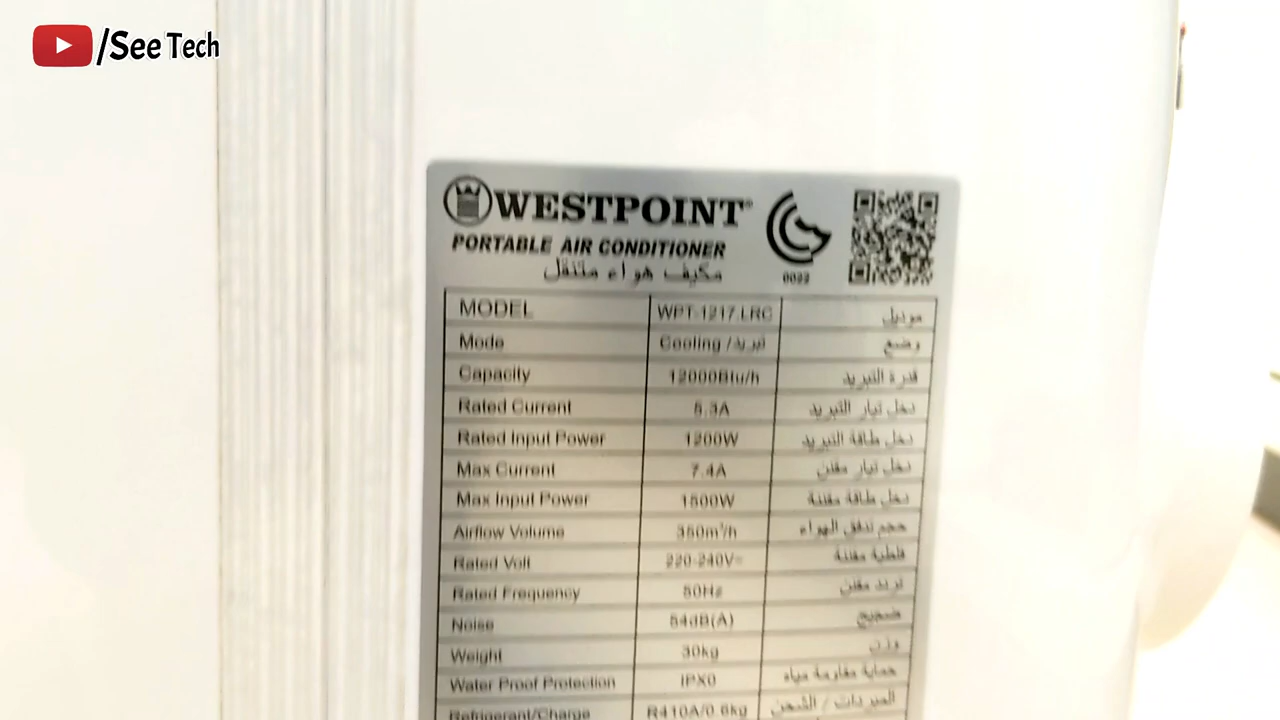 /See Tech
WESTPOINT
PORTABLE AIR CONDITIONER
مكيف هواء متنقل
0022
MODEL WPT-1217.LRC موديل
Mode Cooling / تبريد وضع
Capacity 12000Btu/h قدرة التبريد
Rated Current 5.3A دخل تيار التبريد
Rated Input Power 1200W دخل طاقة التبريد
Max Current 7.4A دخل تيار مقنن
Max Input Power 1500W دخل طاقة مقننة
Airflow Volume 350m³/h حجم تدفق الهواء
Rated Volt 220-240V~ فلطية مقننة
Rated Frequency 50Hz تردد مقنن
Noise 54dB(A) ضجيج
Weight 30kg وزن
Water Proof Protection IPX0 حماية مقاومة مياه
Refrigerant/Charge R410A/0.6kg المبردات / الشحن